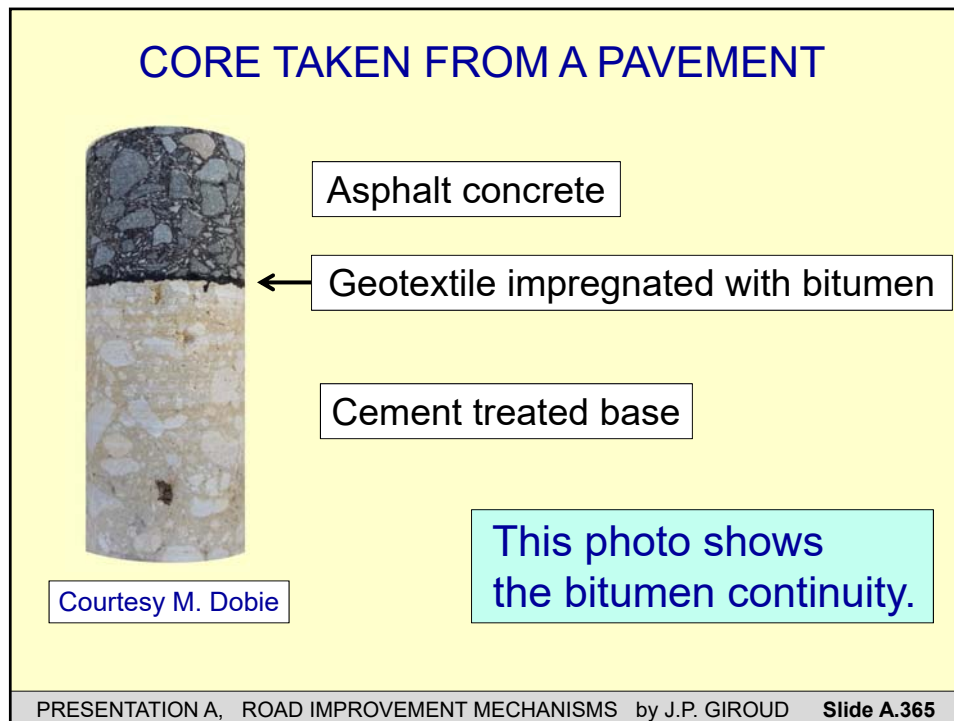 CORE TAKEN FROM A PAVEMENT
Asphalt concrete
Geotextile impregnated with bitumen
Cement treated base
This photo shows
the bitumen continuity.
Courtesy M. Dobie
PRESENTATION A, ROAD IMPROVEMENT MECHANISMS by J.P. GIROUD Slide A.365